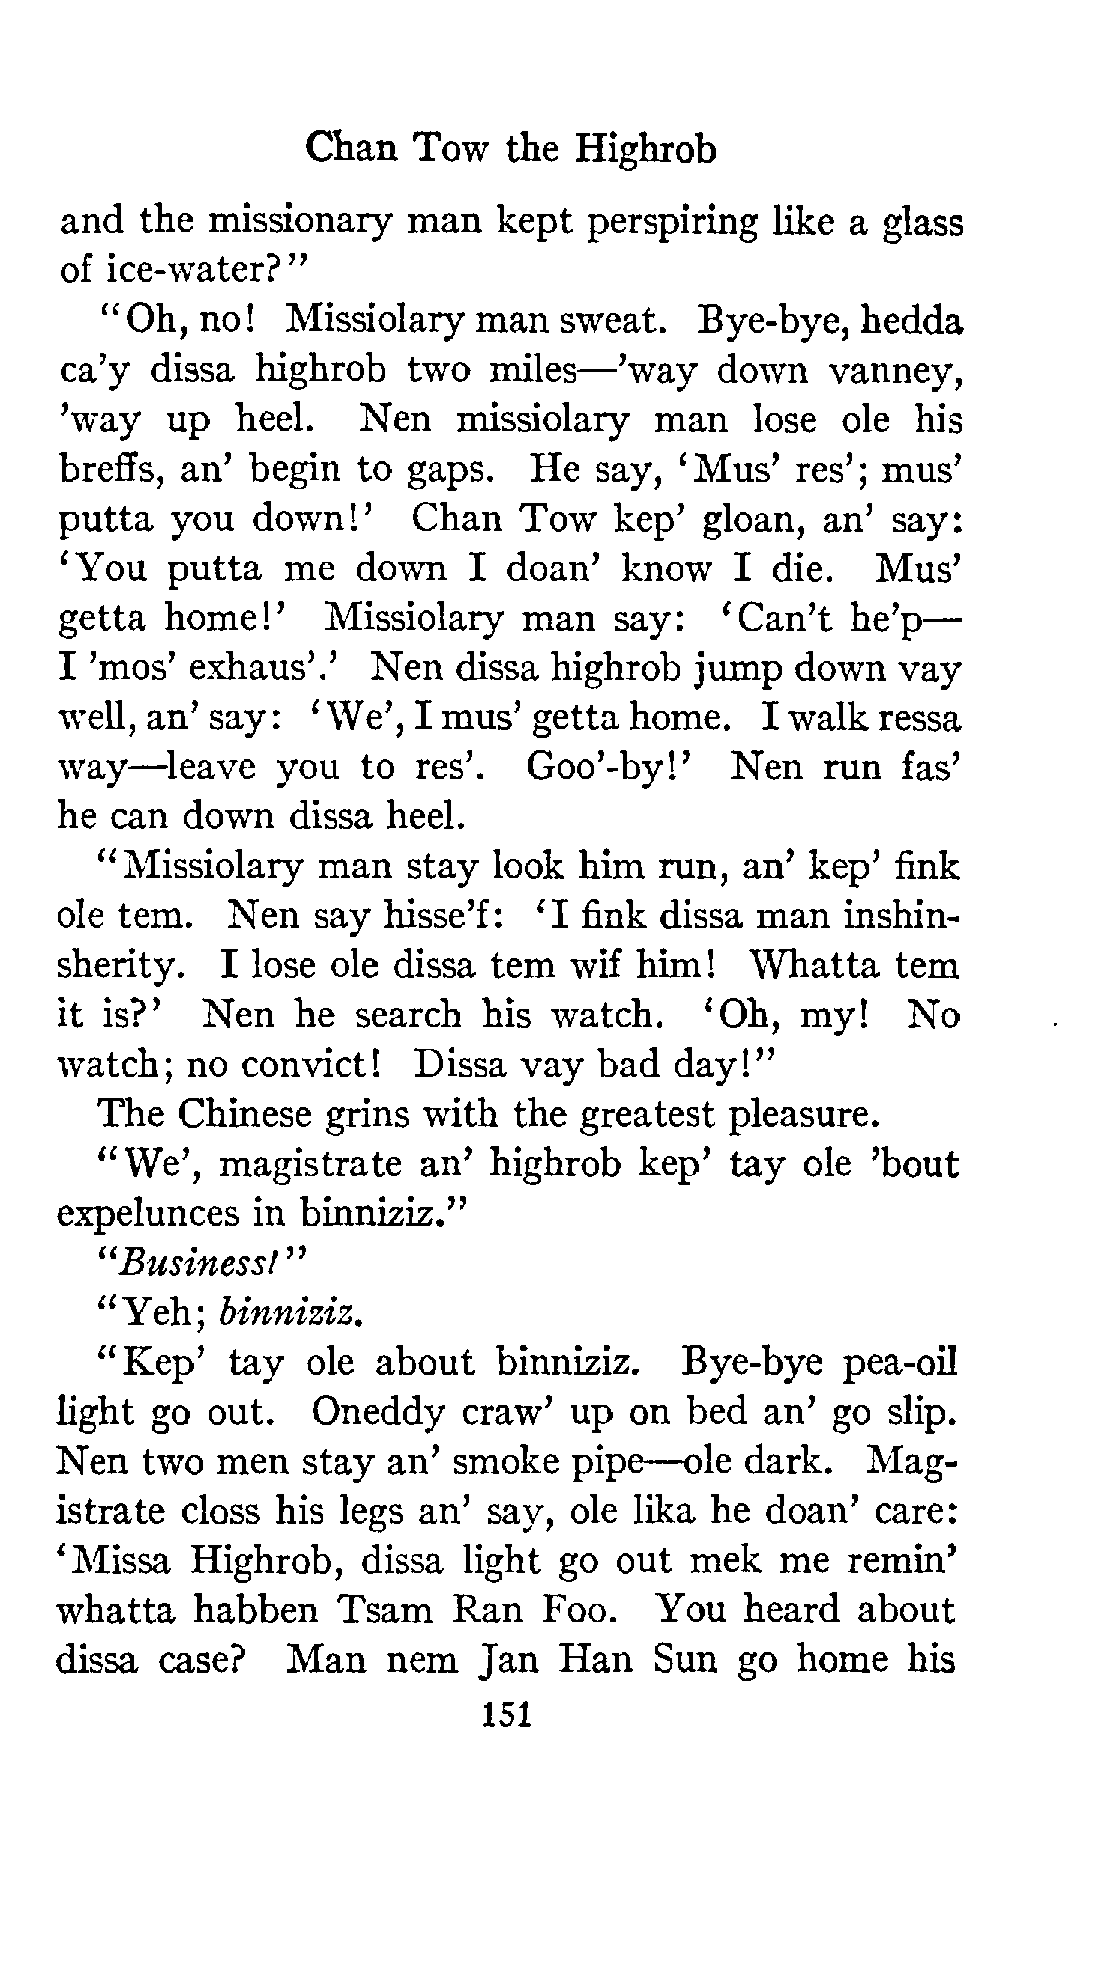 Chan Tow the Highrob
and the missionary man kept perspiring like a glass
of ice-water?"
"Oh, no! Missiolary man sweat. Bye-bye, hedda
ca'y dissa highrob two miles—'way down vanney,
'way up heel. Nen missiolary man lose ole his
breffs, an' begin to gaps. He say, 'Mus' res'; mus'
putta you down!' Chan Tow kep' gloan, an' say:
'You putta me down I doan' know I die. Mus'
getta home!' Missiolary man say: 'Can't he'p—
I 'mos' exhaus'.' Nen dissa highrob jump down vay
well, an' say: 'We', I mus' getta home. I walk ressa
way—leave you to res'. Goo'-by!' Nen run fas'
he can down dissa heel.
"Missiolary man stay look him run, an' kep' fink
ole tem. Nen say hisse'f: 'I fink dissa man inshin-
sherity. I lose ole dissa tem wif him! Whatta tem
it is?' Nen he search his watch. 'Oh, my! No
watch; no convict! Dissa vay bad day!"
The Chinese grins with the greatest pleasure.
"We', magistrate an' highrob kep' tay ole 'bout
expelunces in binniziz."
"Business!"
"Yeh; binniziz.
"Kep' tay ole about binniziz. Bye-bye pea-oil
light go out. Oneddy craw' up on bed an' go slip.
Nen two men stay an' smoke pipe—ole dark. Mag-
istrate closs his legs an' say, ole lika he doan' care:
'Missa Highrob, dissa light go out mek me remin'
whatta habben Tsam Ran Foo. You heard about
dissa case? Man nem Jan Han Sun go home his
151